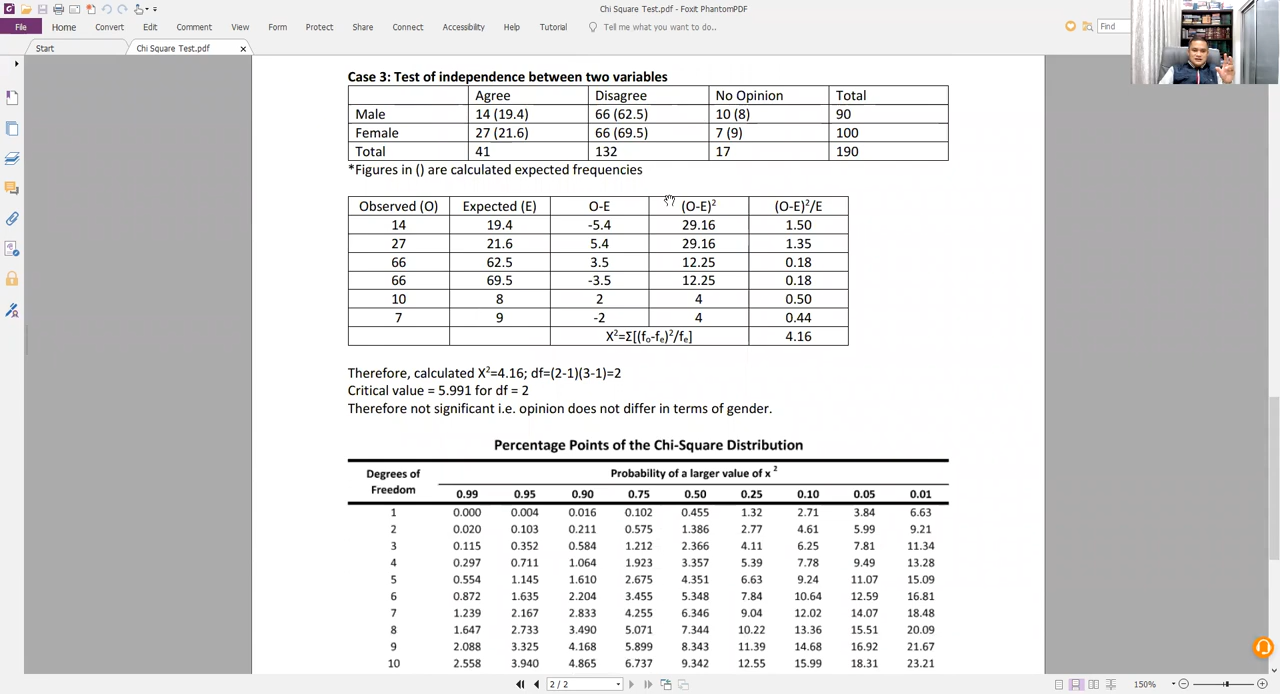 Chi Square Test.pdf - Foxit PhantomPDF
File Home Convert Edit Comment View Form Protect Share Connect Accessibility Help Tutorial Tell me what you want to do.. Find
Start Chi Square Test.pdf
Case 3: Test of independence between two variables
Agree Disagree No Opinion Total
Male 14 (19.4) 66 (62.5) 10 (8) 90
Female 27 (21.6) 66 (69.5) 7 (9) 100
Total 41 132 17 190
*Figures in () are calculated expected frequencies
Observed (O) Expected (E) O-E (O-E)² (O-E)²/E
14 19.4 -5.4 29.16 1.50
27 21.6 5.4 29.16 1.35
66 62.5 3.5 12.25 0.18
66 69.5 -3.5 12.25 0.18
10 8 2 4 0.50
7 9 -2 4 0.44
X²=Σ[(fₒ-fₑ)²/fₑ] 4.16
Therefore, calculated X²=4.16; df=(2-1)(3-1)=2
Critical value = 5.991 for df = 2
Therefore not significant i.e. opinion does not differ in terms of gender.
Percentage Points of the Chi-Square Distribution
Degrees of Freedom Probability of a larger value of x ²
0.99 0.95 0.90 0.75 0.50 0.25 0.10 0.05 0.01
1 0.000 0.004 0.016 0.102 0.455 1.32 2.71 3.84 6.63
2 0.020 0.103 0.211 0.575 1.386 2.77 4.61 5.99 9.21
3 0.115 0.352 0.584 1.212 2.366 4.11 6.25 7.81 11.34
4 0.297 0.711 1.064 1.923 3.357 5.39 7.78 9.49 13.28
5 0.554 1.145 1.610 2.675 4.351 6.63 9.24 11.07 15.09
6 0.872 1.635 2.204 3.455 5.348 7.84 10.64 12.59 16.81
7 1.239 2.167 2.833 4.255 6.346 9.04 12.02 14.07 18.48
8 1.647 2.733 3.490 5.071 7.344 10.22 13.36 15.51 20.09
9 2.088 3.325 4.168 5.899 8.343 11.39 14.68 16.92 21.67
10 2.558 3.940 4.865 6.737 9.342 12.55 15.99 18.31 23.21
2 / 2 150%